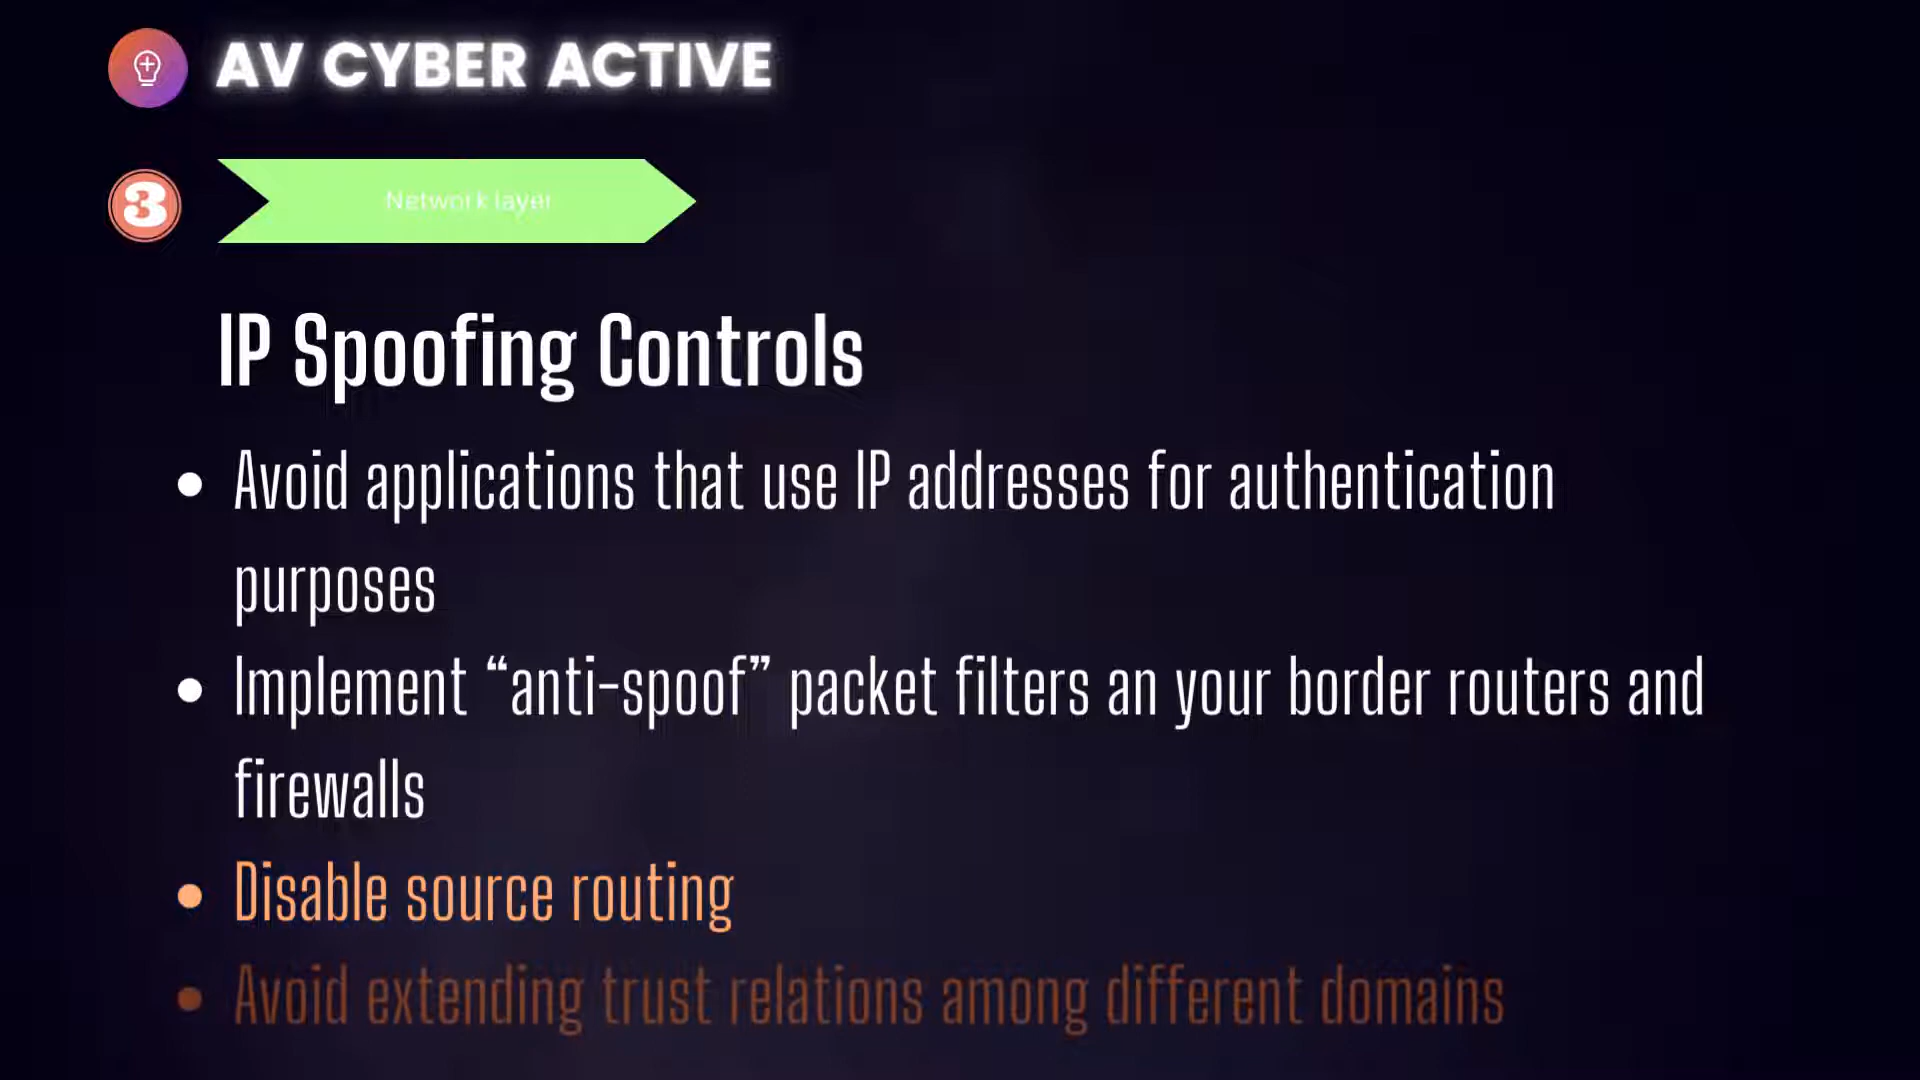 AV CYBER ACTIVE
3
Network layer
IP Spoofing Controls
• Avoid applications that use IP addresses for authentication
purposes
• Implement “anti-spoof” packet filters an your border routers and
firewalls
• Disable source routing
• Avoid extending trust relations among different domains